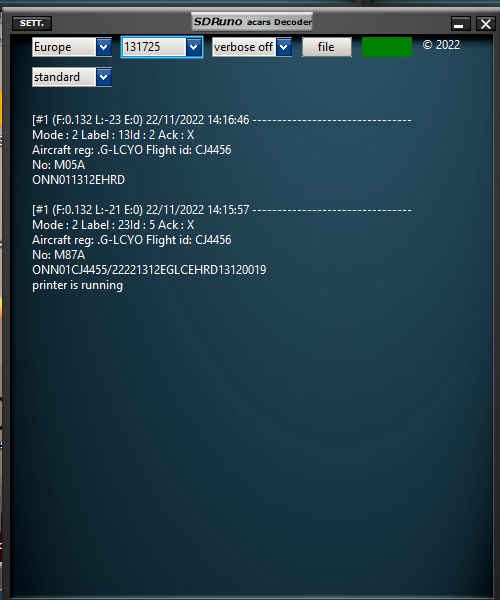 SETT.
SDRuno acars Decoder
Europe 131725 verbose off file © 2022
standard
[#1 (F:0.132 L:-23 E:0) 22/11/2022 14:16:46 --------------------------------
Mode : 2 Label : 13Id : 2 Ack : X
Aircraft reg: .G-LCYO Flight id: CJ4456
No: M05A
ONN011312EHRD
[#1 (F:0.132 L:-21 E:0) 22/11/2022 14:15:57 --------------------------------
Mode : 2 Label : 23Id : 5 Ack : X
Aircraft reg: .G-LCYO Flight id: CJ4456
No: M87A
ONN01CJ4455/22221312EGLCEHRD13120019
printer is running